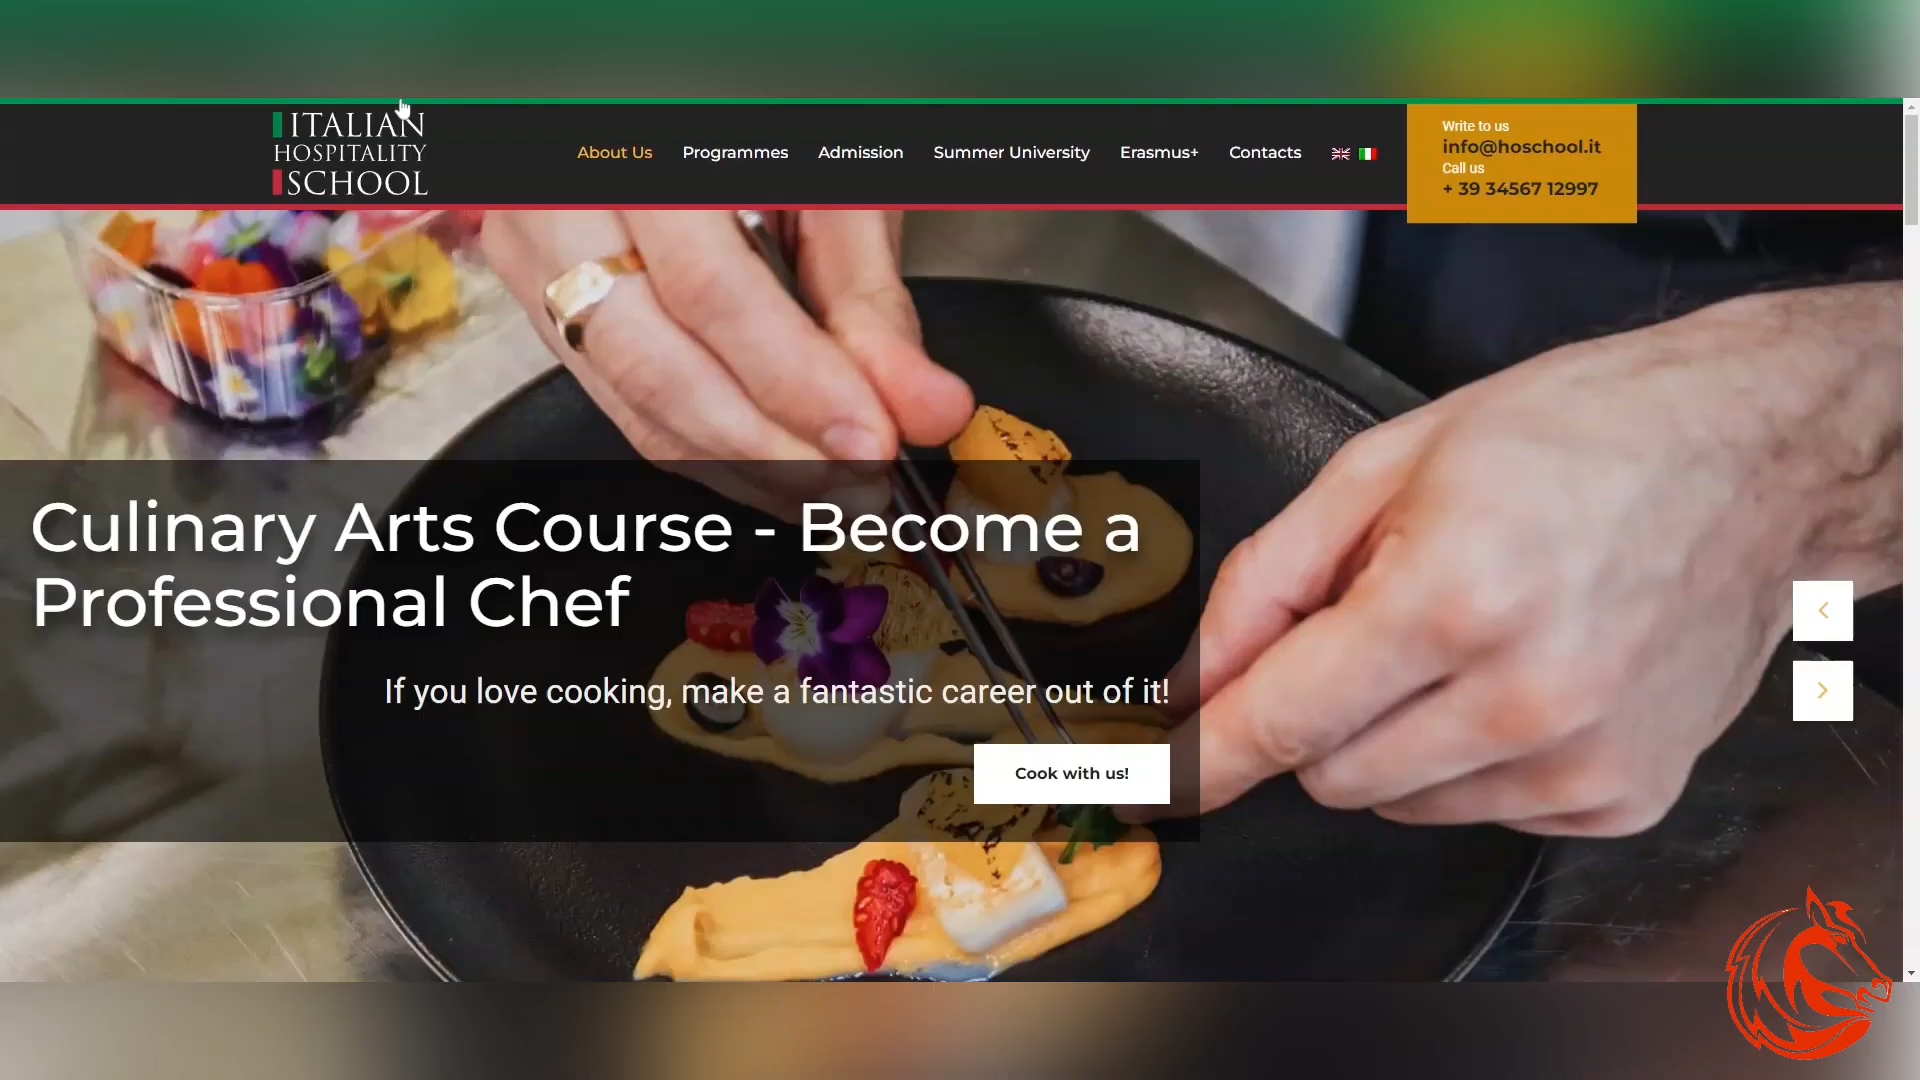 ITALIAN
HOSPITALITY
SCHOOL
About Us
Programmes
Admission
Summer University
Erasmus+
Contacts
Write to us
info@hoschool.it
Call us
+ 39 34567 12997
Culinary Arts Course - Become a
Professional Chef
If you love cooking, make a fantastic career out of it!
Cook with us!